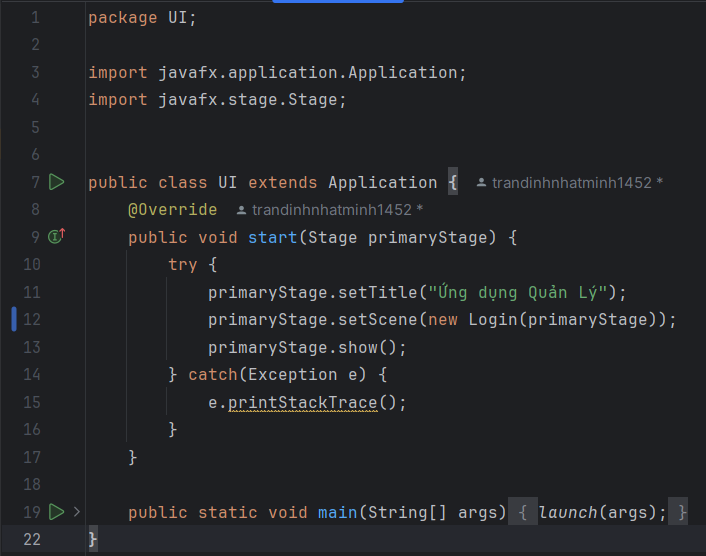 1 package UI;
2
3 import javafx.application.Application;
4 import javafx.stage.Stage;
5
6
7 public class UI extends Application { trandinhnhatminh1452 *
8 @Override trandinhnhatminh1452 *
9 public void start(Stage primaryStage) {
10 try {
11 primaryStage.setTitle("Ứng dụng Quản Lý");
12 primaryStage.setScene(new Login(primaryStage));
13 primaryStage.show();
14 } catch(Exception e) {
15 e.printStackTrace();
16 }
17 }
18
19 public static void main(String[] args) { launch(args); }
22 }